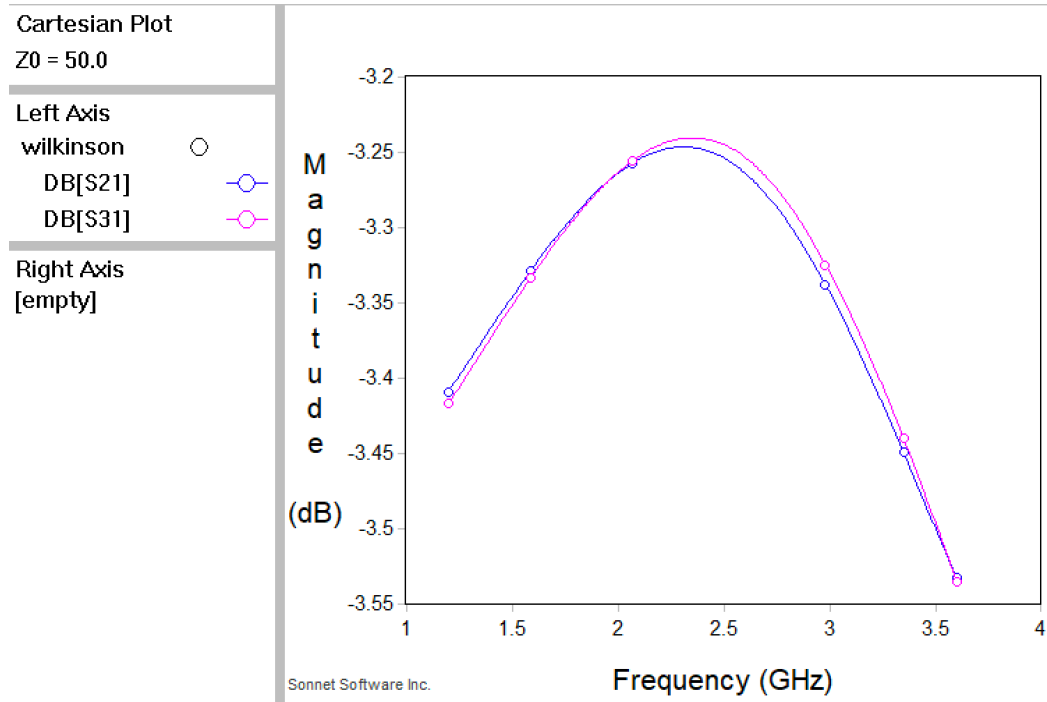 Cartesian Plot
Z0 = 50.0
Left Axis
wilkinson
DB[S21]
DB[S31]
Right Axis
[empty]
Magnitude
(dB)
-3.2
-3.25
-3.3
-3.35
-3.4
-3.45
-3.5
-3.55
1 1.5 2 2.5 3 3.5 4
Frequency (GHz)
Sonnet Software Inc.